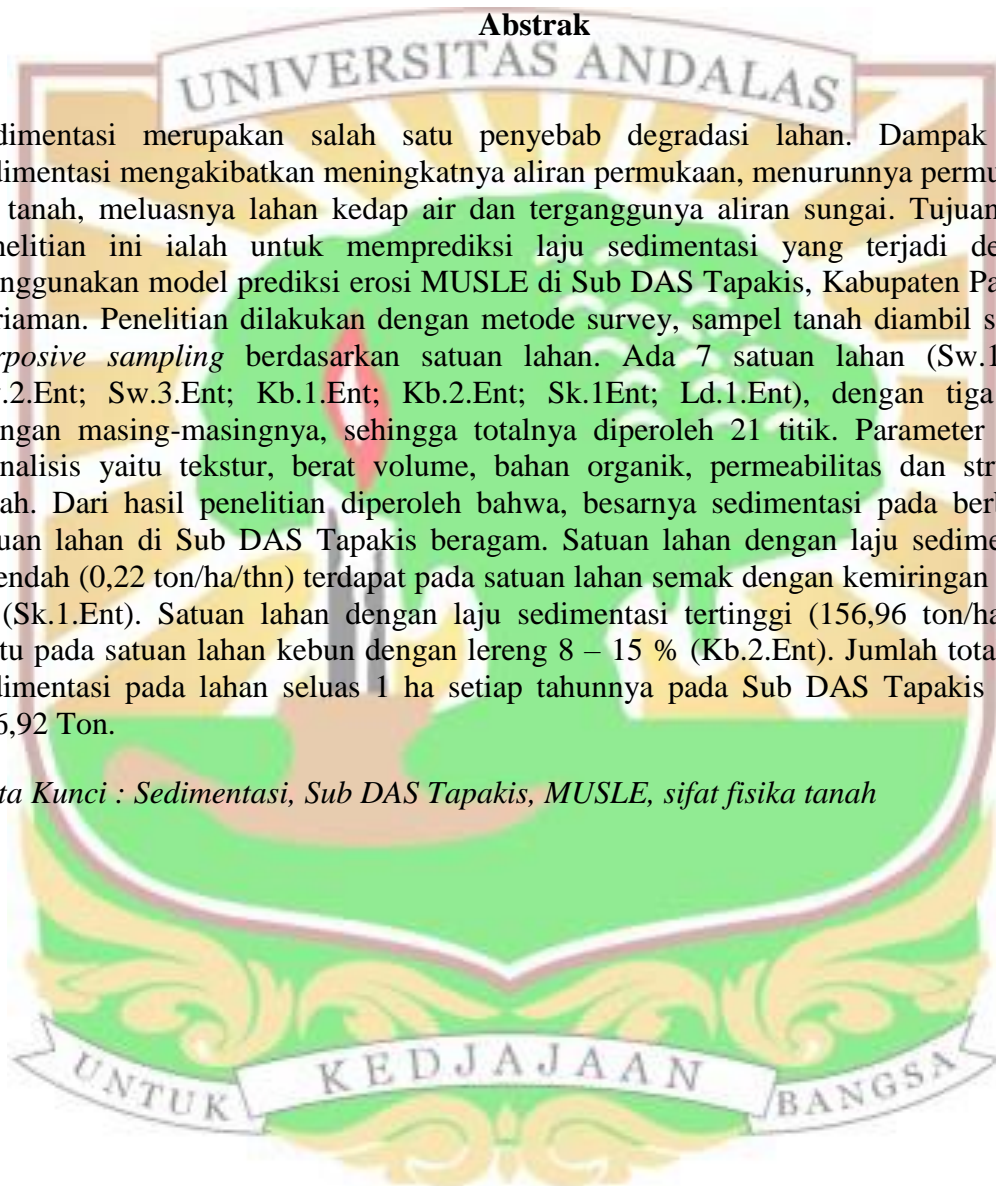 Abstrak
UNIVERSITAS ANDALAS
dimentasi merupakan salah satu penyebab degradasi lahan. Dampak
dimentasi mengakibatkan meningkatnya aliran permukaan, menurunnya permu
tanah, meluasnya lahan kedap air dan terganggunya aliran sungai. Tujuan
nelitian ini ialah untuk memprediksi laju sedimentasi yang terjadi de
nggunakan model prediksi erosi MUSLE di Sub DAS Tapakis, Kabupaten Pa
riaman. Penelitian dilakukan dengan metode survey, sampel tanah diambil s
rposive sampling berdasarkan satuan lahan. Ada 7 satuan lahan (Sw.1
.2.Ent; Sw.3.Ent; Kb.1.Ent; Kb.2.Ent; Sk.1Ent; Ld.1.Ent), dengan tiga
ngan masing-masingnya, sehingga totalnya diperoleh 21 titik. Parameter
nalisis yaitu tekstur, berat volume, bahan organik, permeabilitas dan str
ah. Dari hasil penelitian diperoleh bahwa, besarnya sedimentasi pada berb
uan lahan di Sub DAS Tapakis beragam. Satuan lahan dengan laju sedime
endah (0,22 ton/ha/thn) terdapat pada satuan lahan semak dengan kemiringan
(Sk.1.Ent). Satuan lahan dengan laju sedimentasi tertinggi (156,96 ton/ha
tu pada satuan lahan kebun dengan lereng 8 – 15 % (Kb.2.Ent). Jumlah tota
dimentasi pada lahan seluas 1 ha setiap tahunnya pada Sub DAS Tapakis
6,92 Ton.
ta Kunci : Sedimentasi, Sub DAS Tapakis, MUSLE, sifat fisika tanah
UNTUK KEDJAJAAN BANGSA